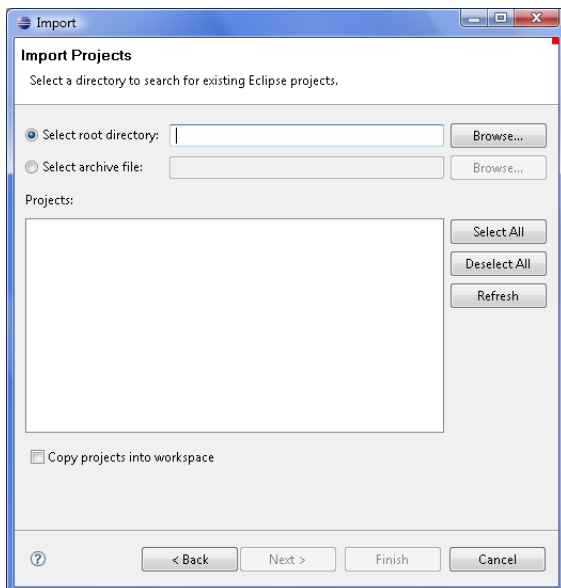 Import
Import Projects
Select a directory to search for existing Eclipse projects.
Select root directory:
Browse...
Select archive file:
Browse...
Projects:
Select All
Deselect All
Refresh
Copy projects into workspace
?
< Back
Next >
Finish
Cancel